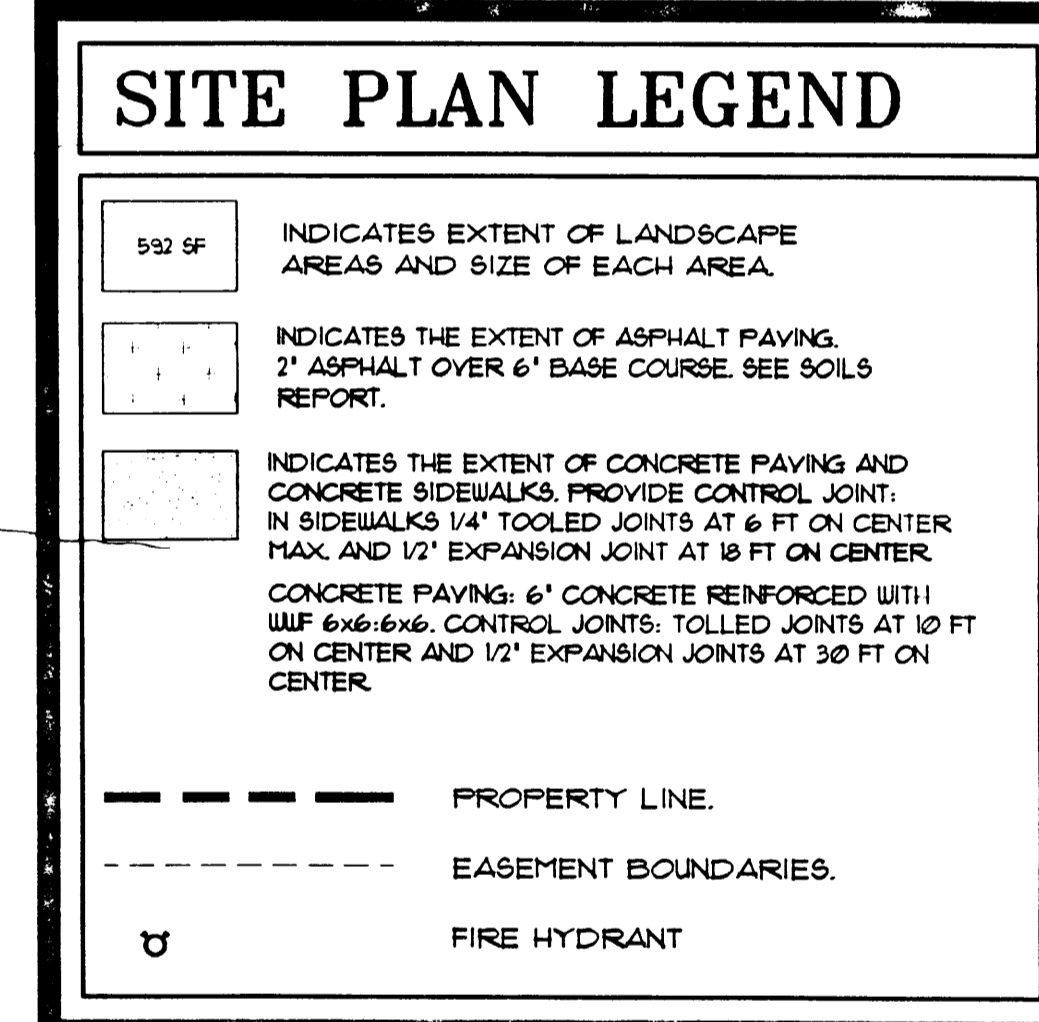 SITE PLAN LEGEND
592 SF
INDICATES EXTENT OF LANDSCAPE
AREAS AND SIZE OF EACH AREA.
INDICATES THE EXTENT OF ASPHALT PAVING.
2" ASPHALT OVER 6" BASE COURSE. SEE SOILS
REPORT.
INDICATES THE EXTENT OF CONCRETE PAVING AND
CONCRETE SIDEWALKS. PROVIDE CONTROL JOINT:
IN SIDEWALKS 1/4" TOOLED JOINTS AT 6 FT ON CENTER
MAX. AND 1/2" EXPANSION JOINT AT 18 FT ON CENTER
CONCRETE PAVING: 6" CONCRETE REINFORCED WITH
WWF 6x6:6x6. CONTROL JOINTS: TOLLED JOINTS AT 10 FT
ON CENTER AND 1/2" EXPANSION JOINTS AT 30 FT ON
CENTER
PROPERTY LINE.
EASEMENT BOUNDARIES.
FIRE HYDRANT